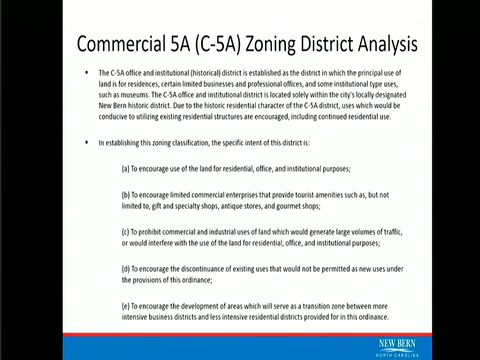 Commercial 5A (C-5A) Zoning District Analysis
• The C-5A office and institutional (historical) district is established as the district in which the principal use of
land is for residences, certain limited businesses and professional offices, and some institutional type uses,
such as museums. The C-5A office and institutional district is located solely within the city's locally designated
New Bern historic district. Due to the historic residential character of the C-5A district, uses which would be
conducive to utilizing existing residential structures are encouraged, including continued residential use.
• In establishing this zoning classification, the specific intent of this district is:
(a) To encourage use of the land for residential, office, and institutional purposes;
(b) To encourage limited commercial enterprises that provide tourist amenities such as, but not
limited to, gift and specialty shops, antique stores, and gourmet shops;
(c) To prohibit commercial and industrial uses of land which would generate large volumes of traffic,
or would interfere with the use of the land for residential, office, and institutional purposes;
(d) To encourage the discontinuance of existing uses that would not be permitted as new uses under
the provisions of this ordinance;
(e) To encourage the development of areas which will serve as a transition zone between more
intensive business districts and less intensive residential districts provided for in this ordinance.
NEW BERN
NORTH CAROLINA